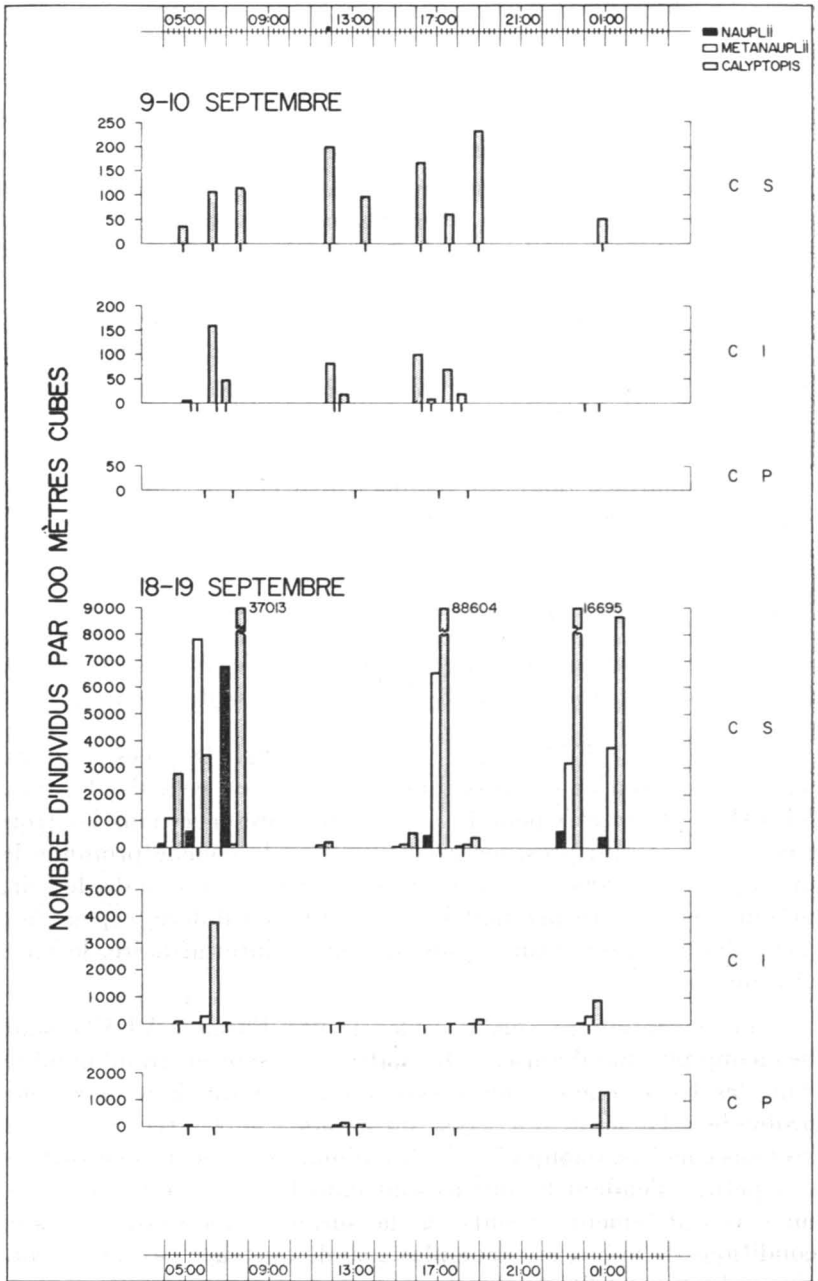 05:00 09:00 13:00 17:00 21:00 01:00
NAUPLII
METANAUPLII
CALYPTOPIS
NOMBRE D'INDIVIDUS PAR 100 MÈTRES CUBES
9-10 SEPTEMBRE
250
200
150
100
50
0
C S
200
150
100
50
0
C I
50
0
C P
18-19 SEPTEMBRE
37013 88604 16695
9000
8000
7000
6000
5000
4000
3000
2000
1000
0
C S
5000
4000
3000
2000
1000
0
C I
2000
1000
0
C P
05:00 09:00 13:00 17:00 21:00 01:00